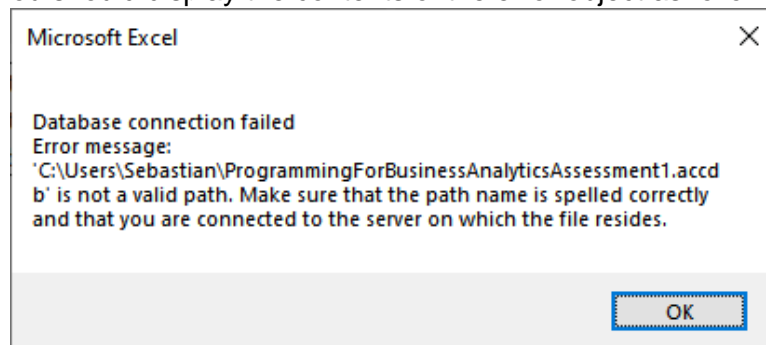 Microsoft Excel
Database connection failed
Error message:
'C:\Users\Sebastian\ProgrammingForBusinessAnalyticsAssessment1.accd
b' is not a valid path. Make sure that the path name is spelled correctly
and that you are connected to the server on which the file resides.
OK